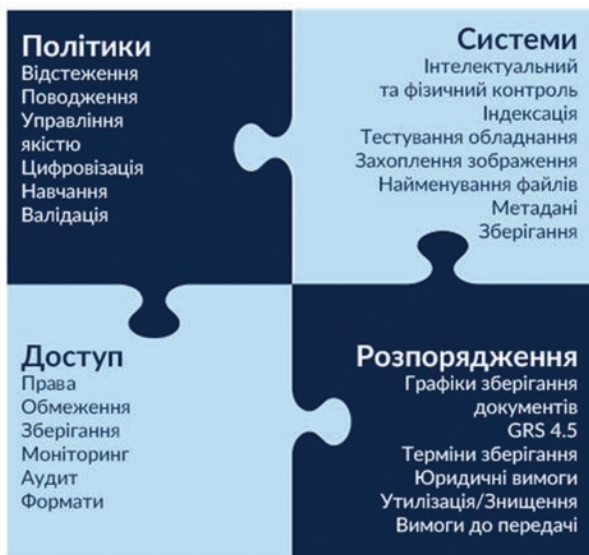 Політики
Відстеження
Поводження
Управління
якістю
Цифровізація
Навчання
Валідація
Системи
Інтелектуальний
та фізичний контроль
Індексація
Тестування обладнання
Захоплення зображення
Найменування файлів
Метадані
Зберігання
Доступ
Права
Обмеження
Зберігання
Моніторинг
Аудит
Формати
Розпорядження
Графіки зберігання
документів
GRS 4.5
Терміни зберігання
Юридичні вимоги
Утилізація/Знищення
Вимоги до передачі